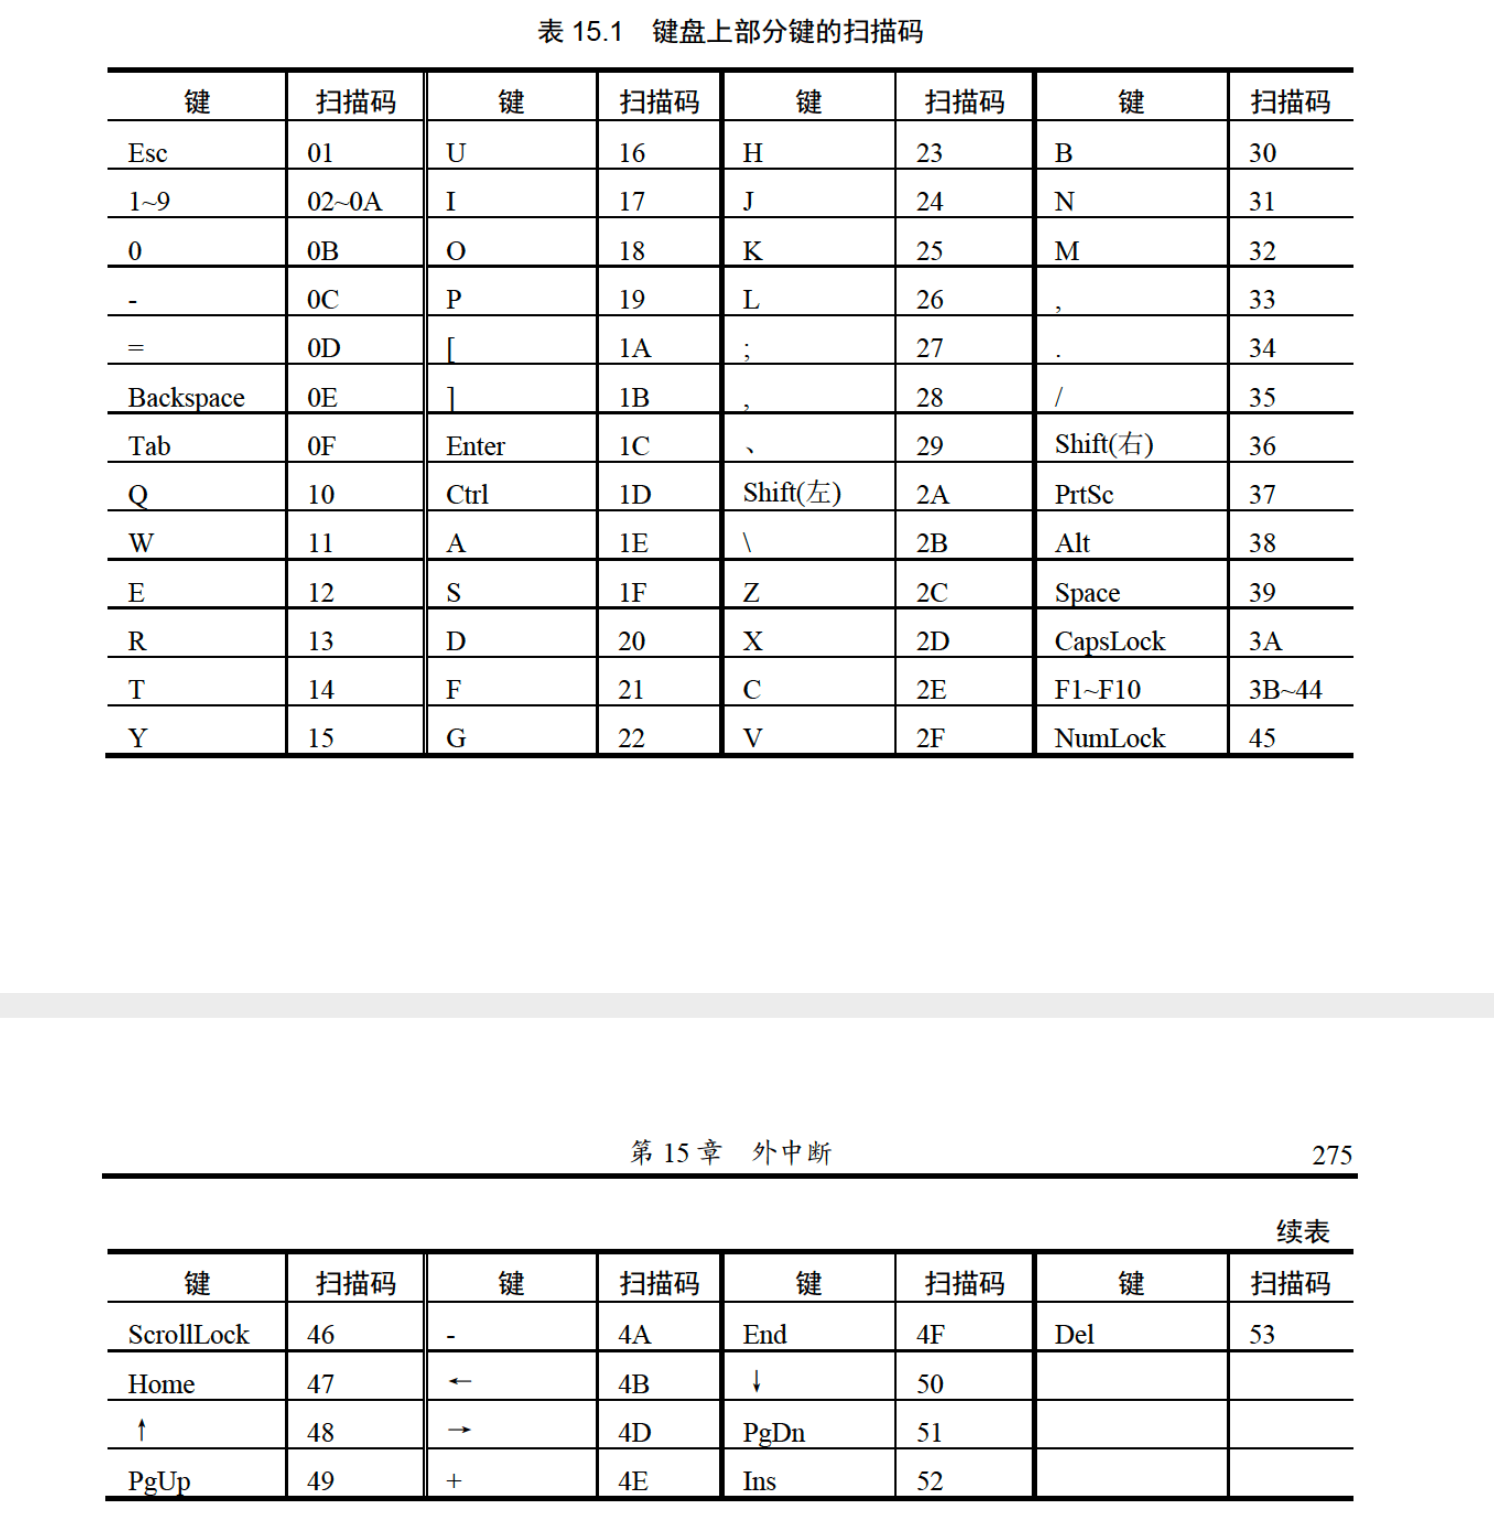 表 15.1 键盘上部分键的扫描码
键 扫描码 键 扫描码 键 扫描码 键 扫描码
Esc 01 U 16 H 23 B 30
1~9 02~0A I 17 J 24 N 31
0 0B O 18 K 25 M 32
- 0C P 19 L 26 , 33
= 0D [ 1A ; 27 . 34
Backspace 0E ] 1B , 28 / 35
Tab 0F Enter 1C 、 29 Shift(右) 36
Q 10 Ctrl 1D Shift(左) 2A PrtSc 37
W 11 A 1E \ 2B Alt 38
E 12 S 1F Z 2C Space 39
R 13 D 20 X 2D CapsLock 3A
T 14 F 21 C 2E F1~F10 3B~44
Y 15 G 22 V 2F NumLock 45
第 15 章 外中断 275
续表
键 扫描码 键 扫描码 键 扫描码 键 扫描码
ScrollLock 46 - 4A End 4F Del 53
Home 47 ← 4B ↓ 50
↑ 48 → 4D PgDn 51
PgUp 49 + 4E Ins 52